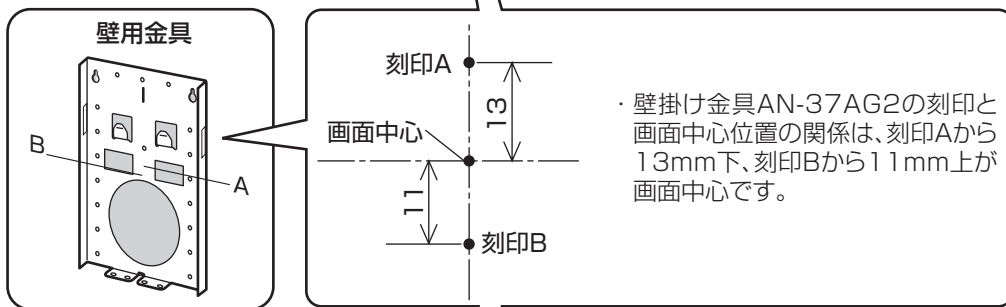 壁用金具
B
A
刻印A
13
画面中心
11
刻印B
・壁掛け金具AN-37AG2の刻印と
画面中心位置の関係は、刻印Aから
13mm下、刻印Bから11mm上が
画面中心です。